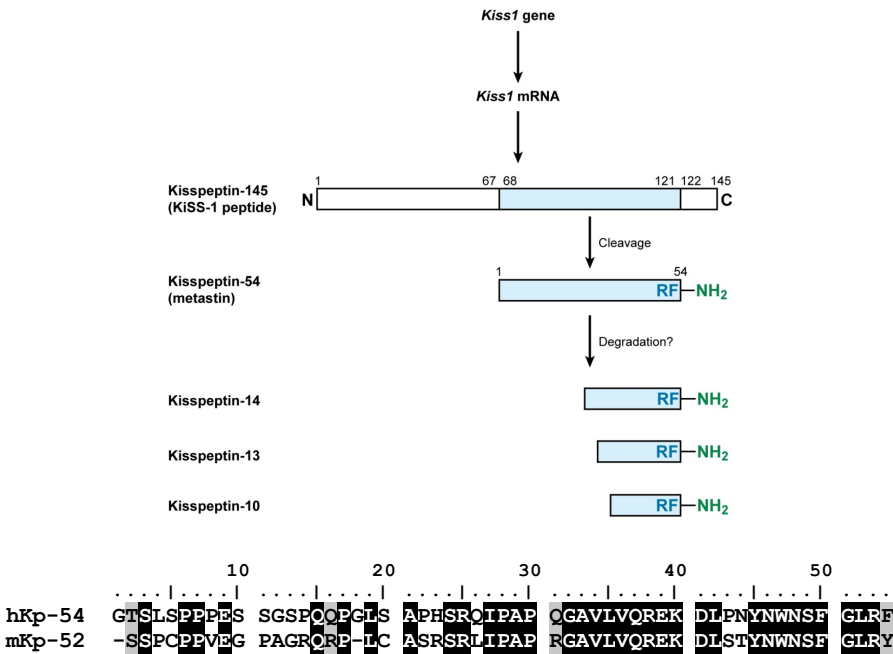 Kiss1 gene
Kiss1 mRNA
1 67 68 121 122 145
Kisspeptin-145
(KiSS-1 peptide)
N C
Cleavage
1 54
Kisspeptin-54
(metastin)
RF NH2
Degradation?
Kisspeptin-14 RF NH2
Kisspeptin-13 RF NH2
Kisspeptin-10 RF NH2
10 20 30 40 50
hKp-54 GTSLSPPPES SGSPQQPGLS APHSRQIPAP QGAVLVQREK DLPNYNWNSF GLRF
mKp-52 -SSPCPPVEG PAGRQRP-LC ASRSRLIPAP RGAVLVQREK DLSTYNWNSF GLRY